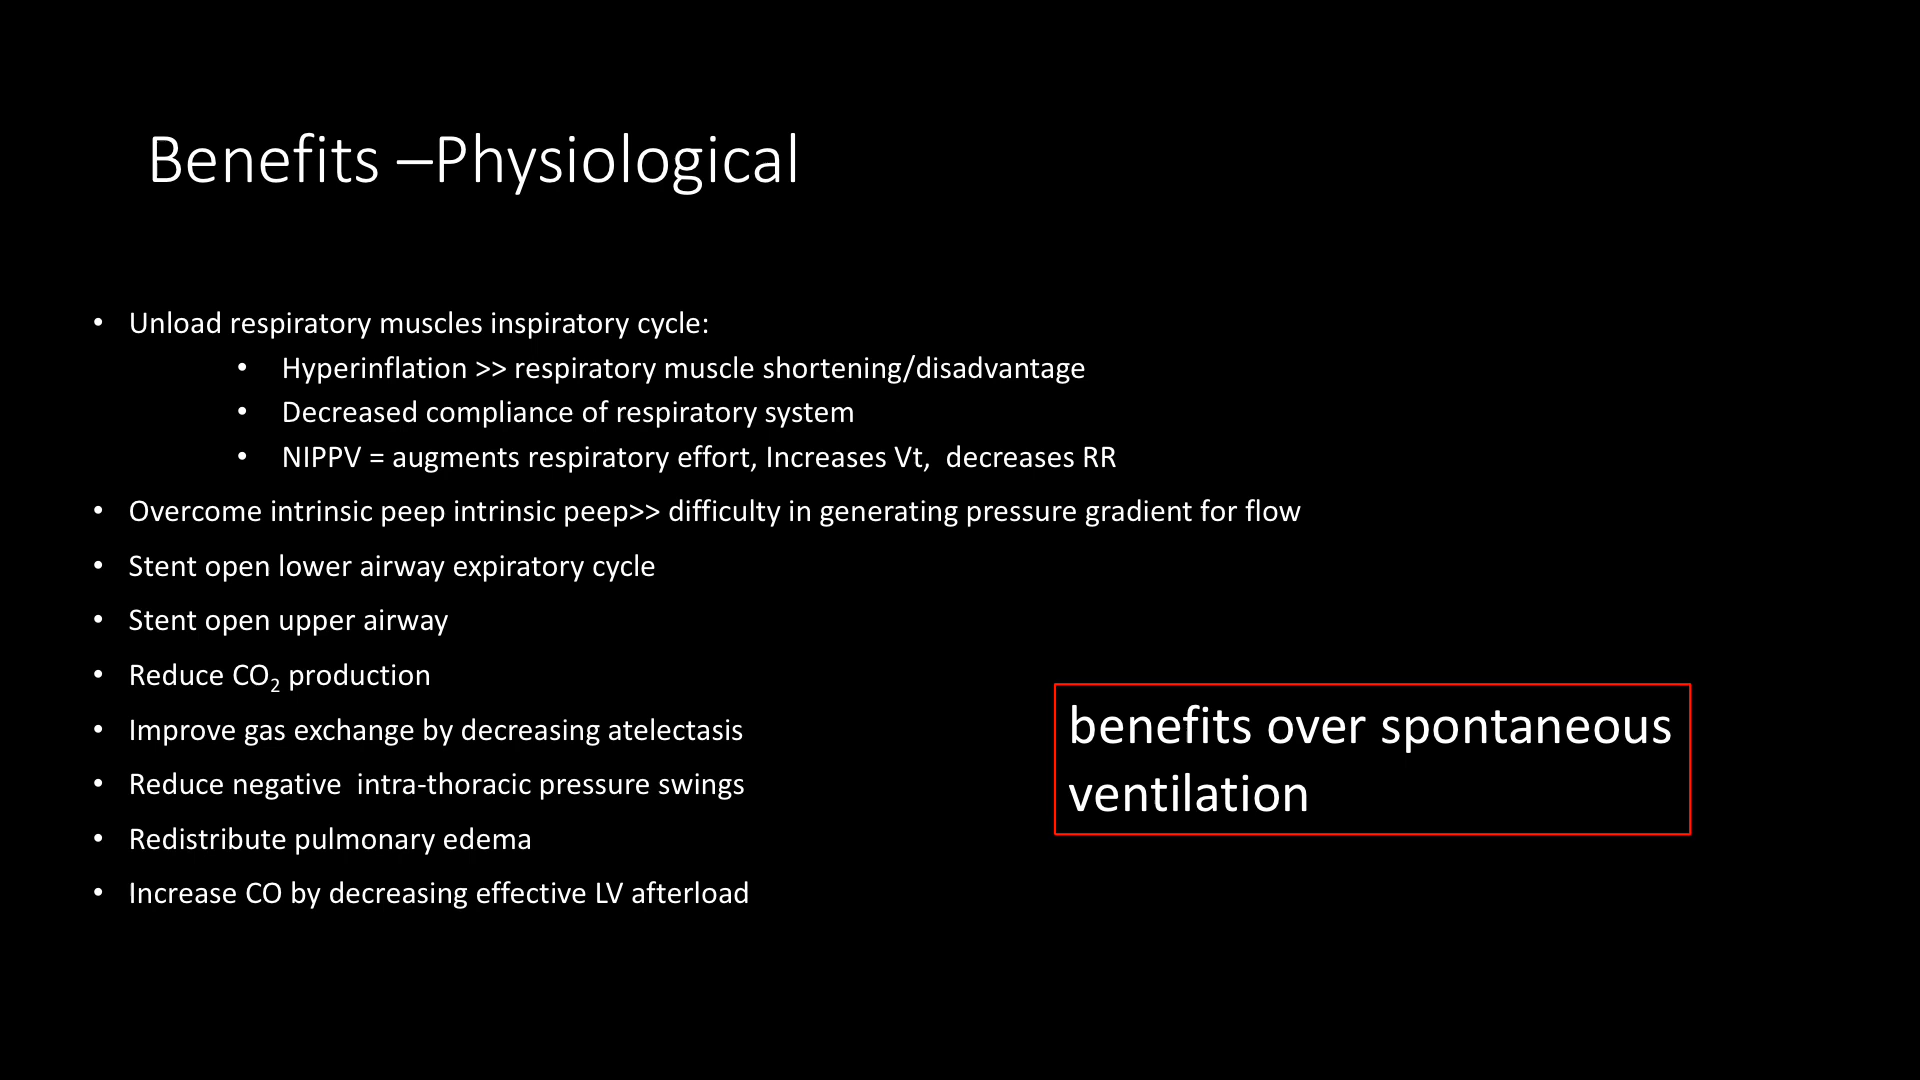 Benefits –Physiological
• Unload respiratory muscles inspiratory cycle:
• Hyperinflation >> respiratory muscle shortening/disadvantage
• Decreased compliance of respiratory system
• NIPPV = augments respiratory effort, Increases Vt,  decreases RR
• Overcome intrinsic peep intrinsic peep>> difficulty in generating pressure gradient for flow
• Stent open lower airway expiratory cycle
• Stent open upper airway
• Reduce CO₂ production
• Improve gas exchange by decreasing atelectasis
• Reduce negative  intra-thoracic pressure swings
• Redistribute pulmonary edema
• Increase CO by decreasing effective LV afterload
benefits over spontaneous
ventilation